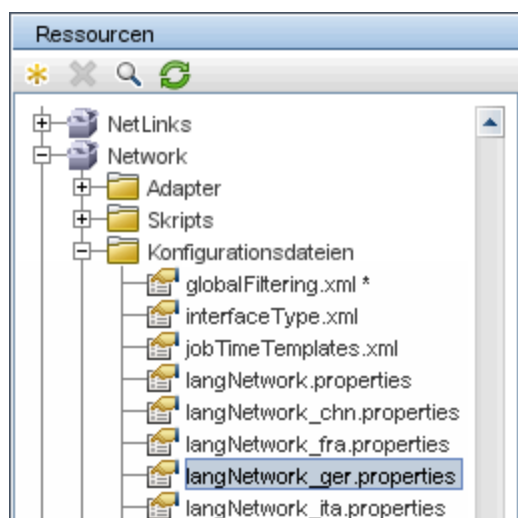 Ressourcen
NetLinks
Network
Adapter
Skripts
Konfigurationsdateien
globalFiltering.xml *
interfaceType.xml
jobTimeTemplates.xml
langNetwork.properties
langNetwork_chn.properties
langNetwork_fra.properties
langNetwork_ger.properties
langNetwork_ita.properties